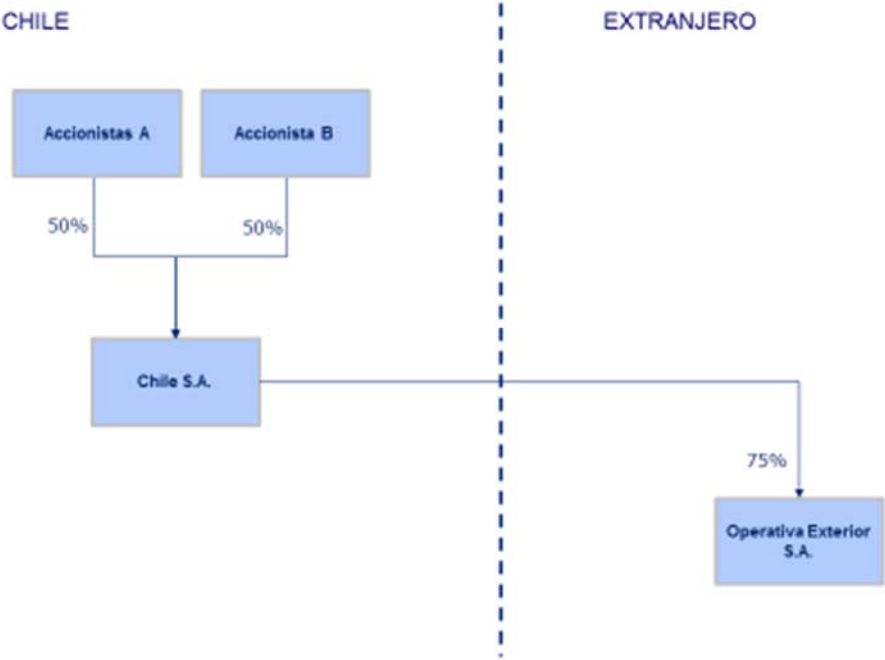 CHILE
EXTRANJERO
Accionistas A
Accionista B
50%
50%
Chile S.A.
75%
Operativa Exterior
S.A.